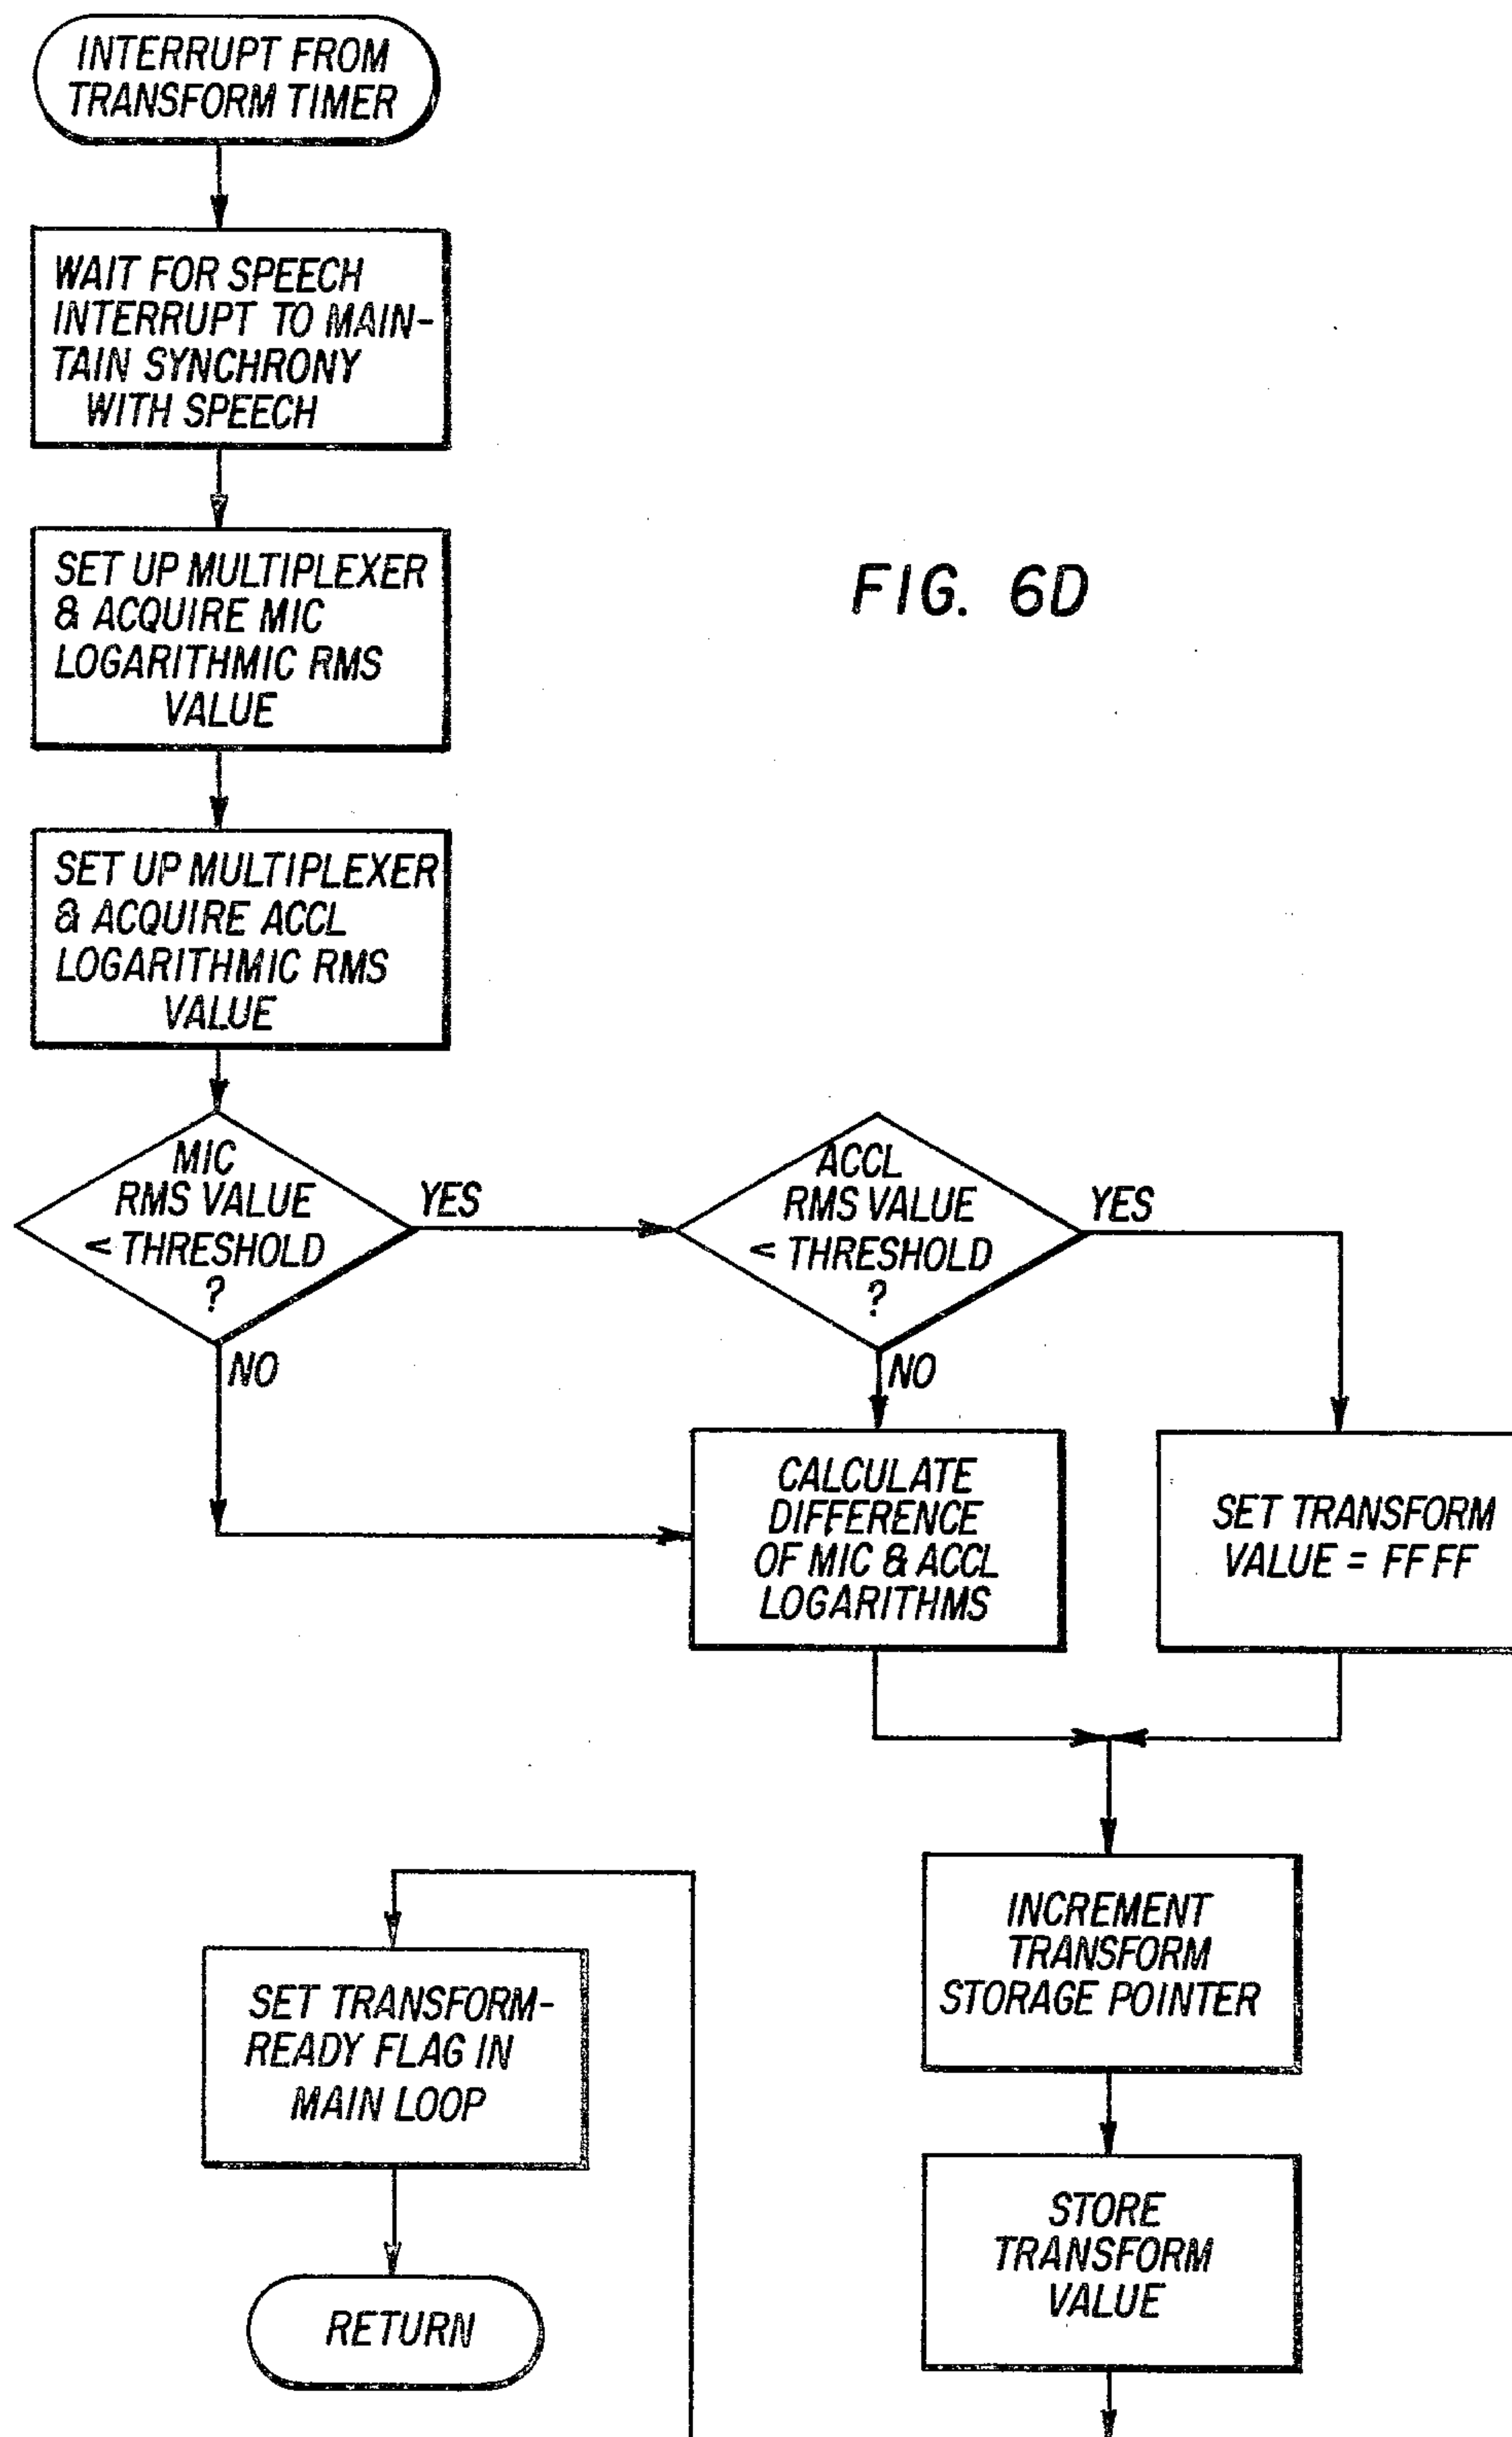 INTERRUPT FROM
TRANSFORM TIMER
WAIT FOR SPEECH
INTERRUPT TO MAIN-
TAIN SYNCHRONY
WITH SPEECH
SET UP MULTIPLEXER
& ACQUIRE MIC
LOGARITHMIC RMS
VALUE
FIG. 6D
SET UP MULTIPLEXER
& ACQUIRE ACCL
LOGARITHMIC RMS
VALUE
MIC
RMS VALUE
< THRESHOLD
?
YES
NO
ACCL
RMS VALUE
< THRESHOLD
?
YES
NO
CALCULATE
DIFFERENCE
OF MIC & ACCL
LOGARITHMS
SET TRANSFORM
VALUE = FFFF
INCREMENT
TRANSFORM
STORAGE POINTER
STORE
TRANSFORM
VALUE
SET TRANSFORM-
READY FLAG IN
MAIN LOOP
RETURN